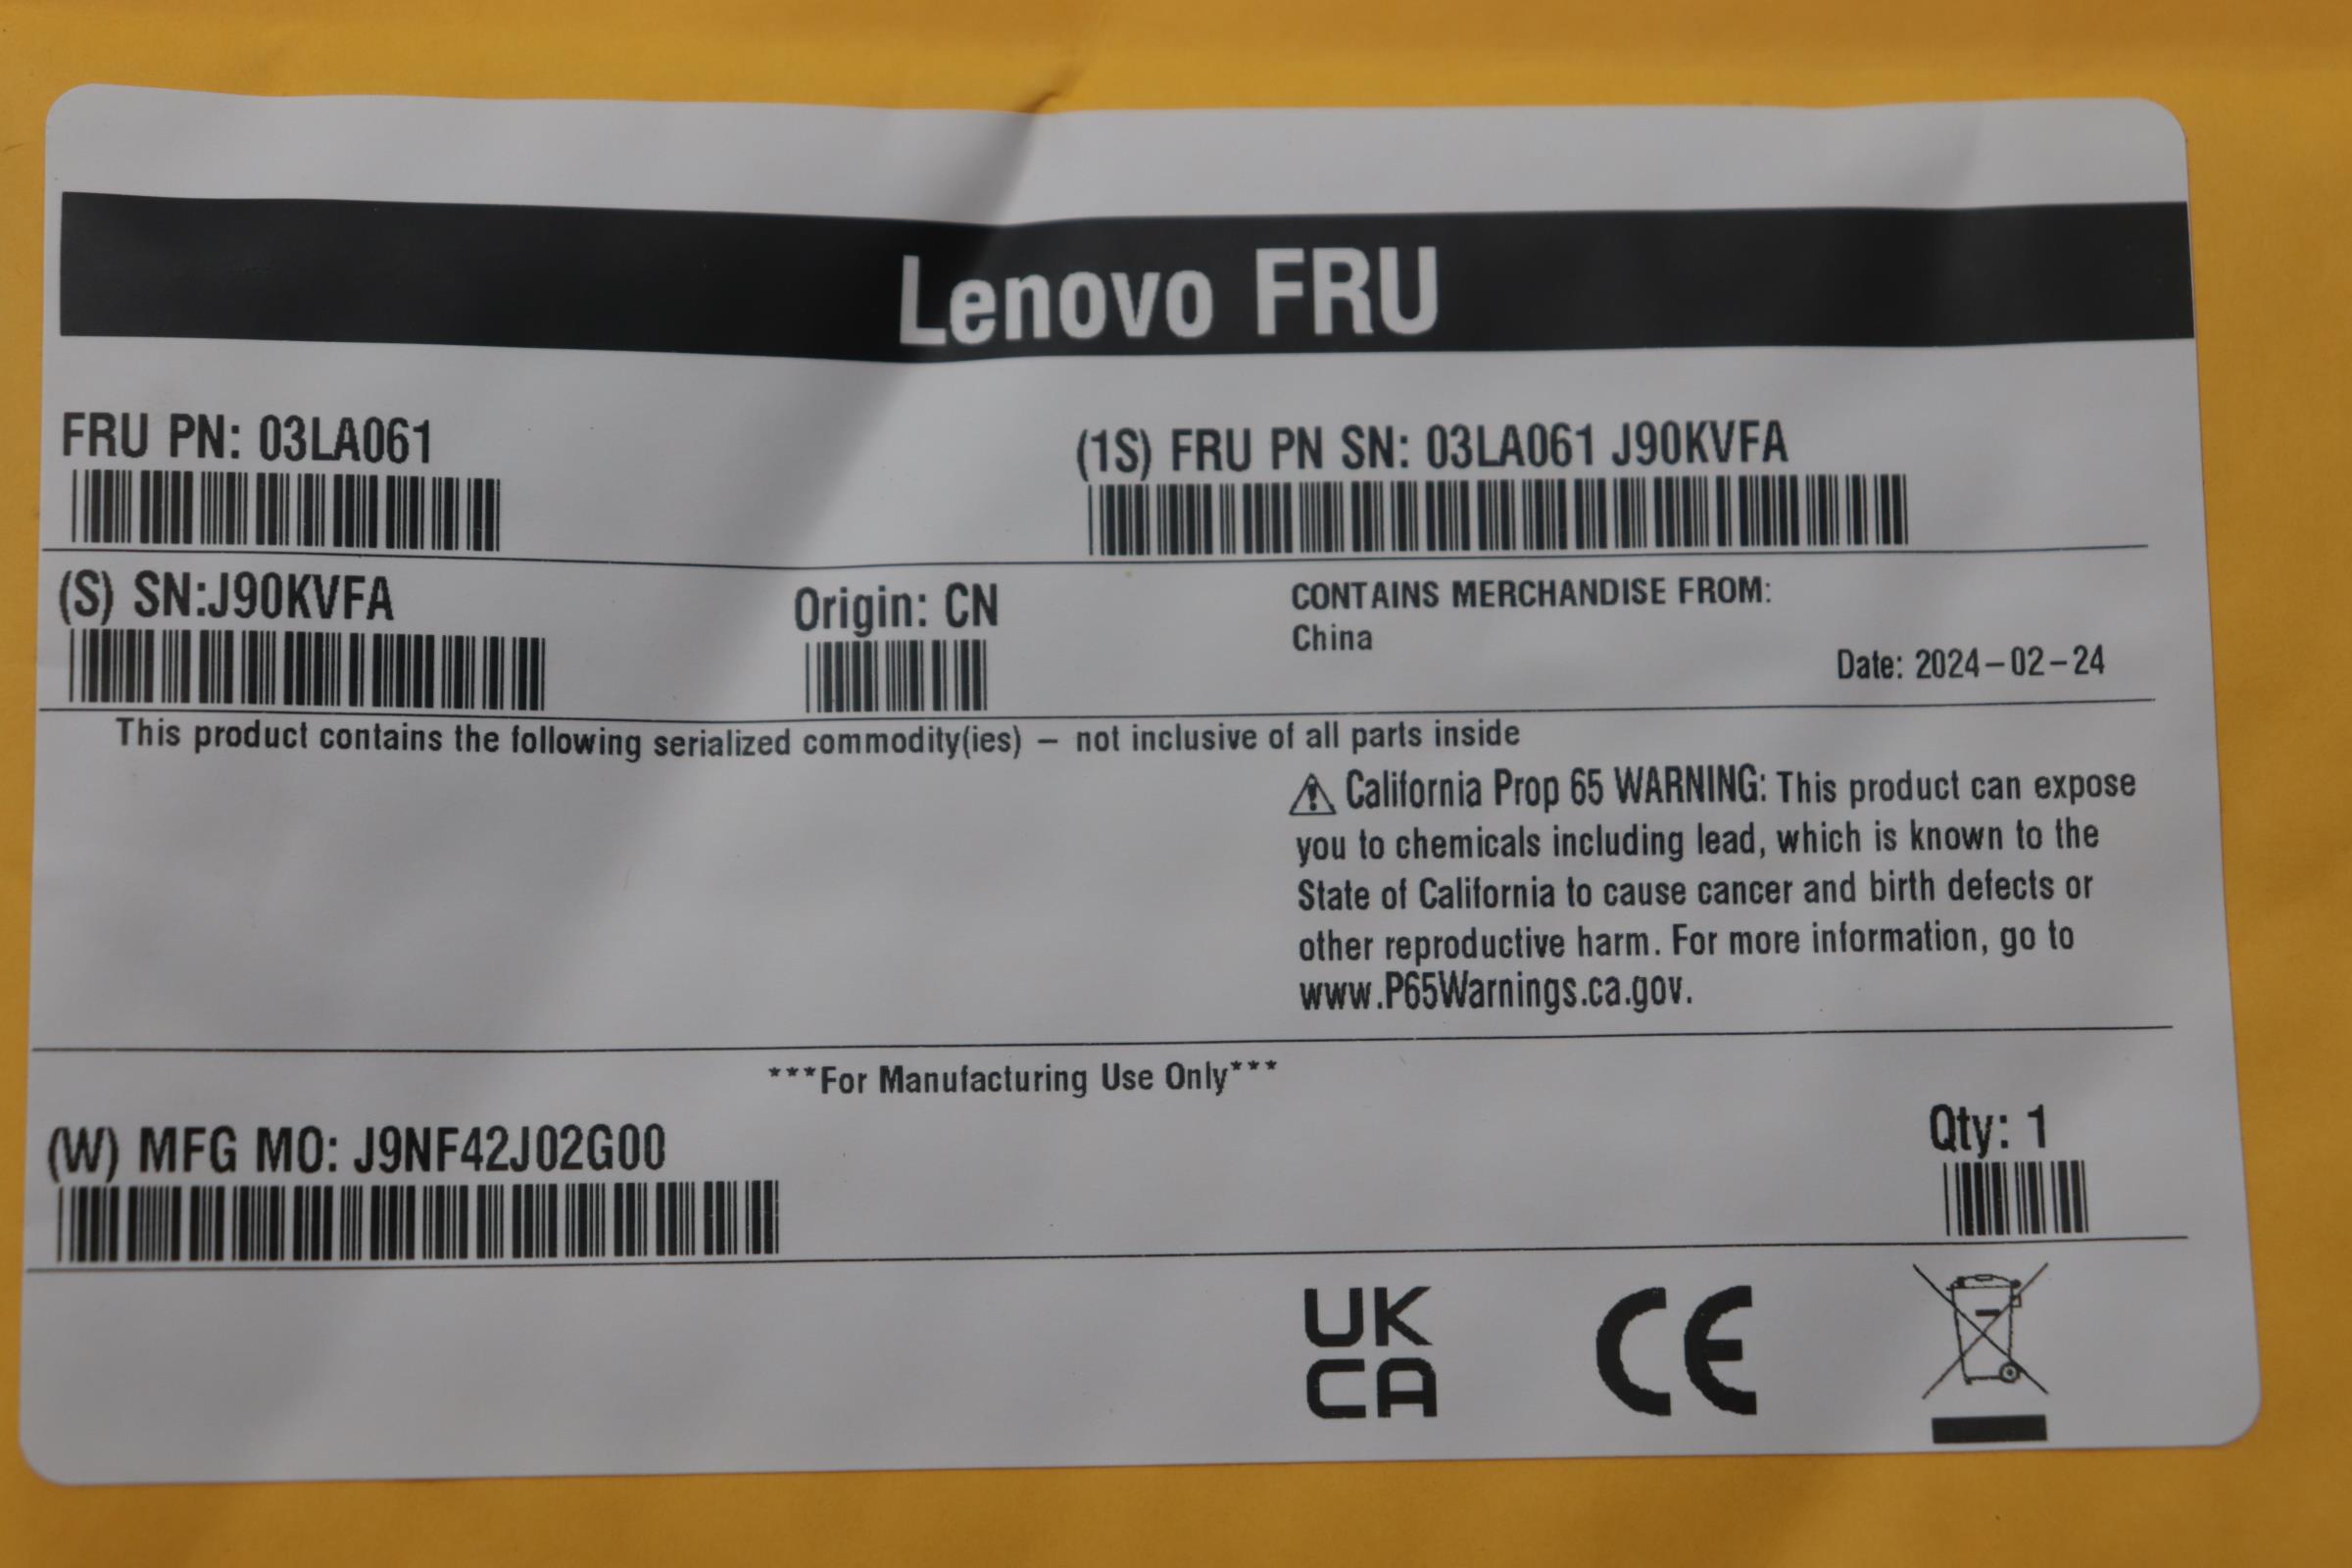 Lenovo FRU
FRU PN: 03LA061
(1S) FRU PN SN: 03LA061 J90KVFA
(S) SN:J90KVFA
Origin: CN
CONTAINS MERCHANDISE FROM:
China
Date: 2024-02-24
This product contains the following serialized commodity(ies) – not inclusive of all parts inside
⚠ California Prop 65 WARNING: This product can expose
you to chemicals including lead, which is known to the
State of California to cause cancer and birth defects or
other reproductive harm. For more information, go to
www.P65Warnings.ca.gov.
***For Manufacturing Use Only***
(W) MFG MO: J9NF42J02G00
Qty: 1
UK
CA
CE